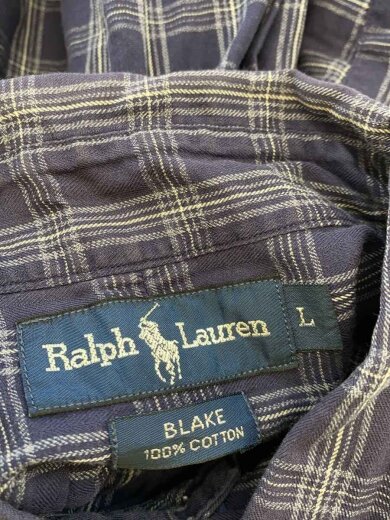 Ralph Lauren
L
BLAKE
100% COTTON